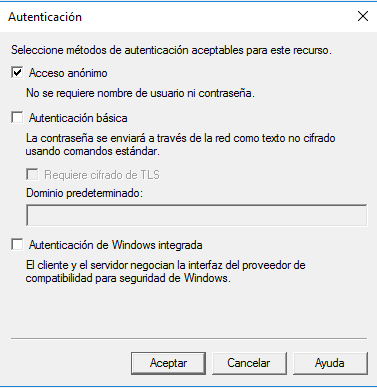 Autenticación
Seleccione métodos de autenticación aceptables para este recurso.
Acceso anónimo
No se requiere nombre de usuario ni contraseña.
Autenticación básica
La contraseña se enviará a través de la red como texto no cifrado
usando comandos estándar.
Requiere cifrado de TLS
Dominio predeterminado:
Autenticación de Windows integrada
El cliente y el servidor negocian la interfaz del proveedor de
compatibilidad para seguridad de Windows.
Aceptar
Cancelar
Ayuda